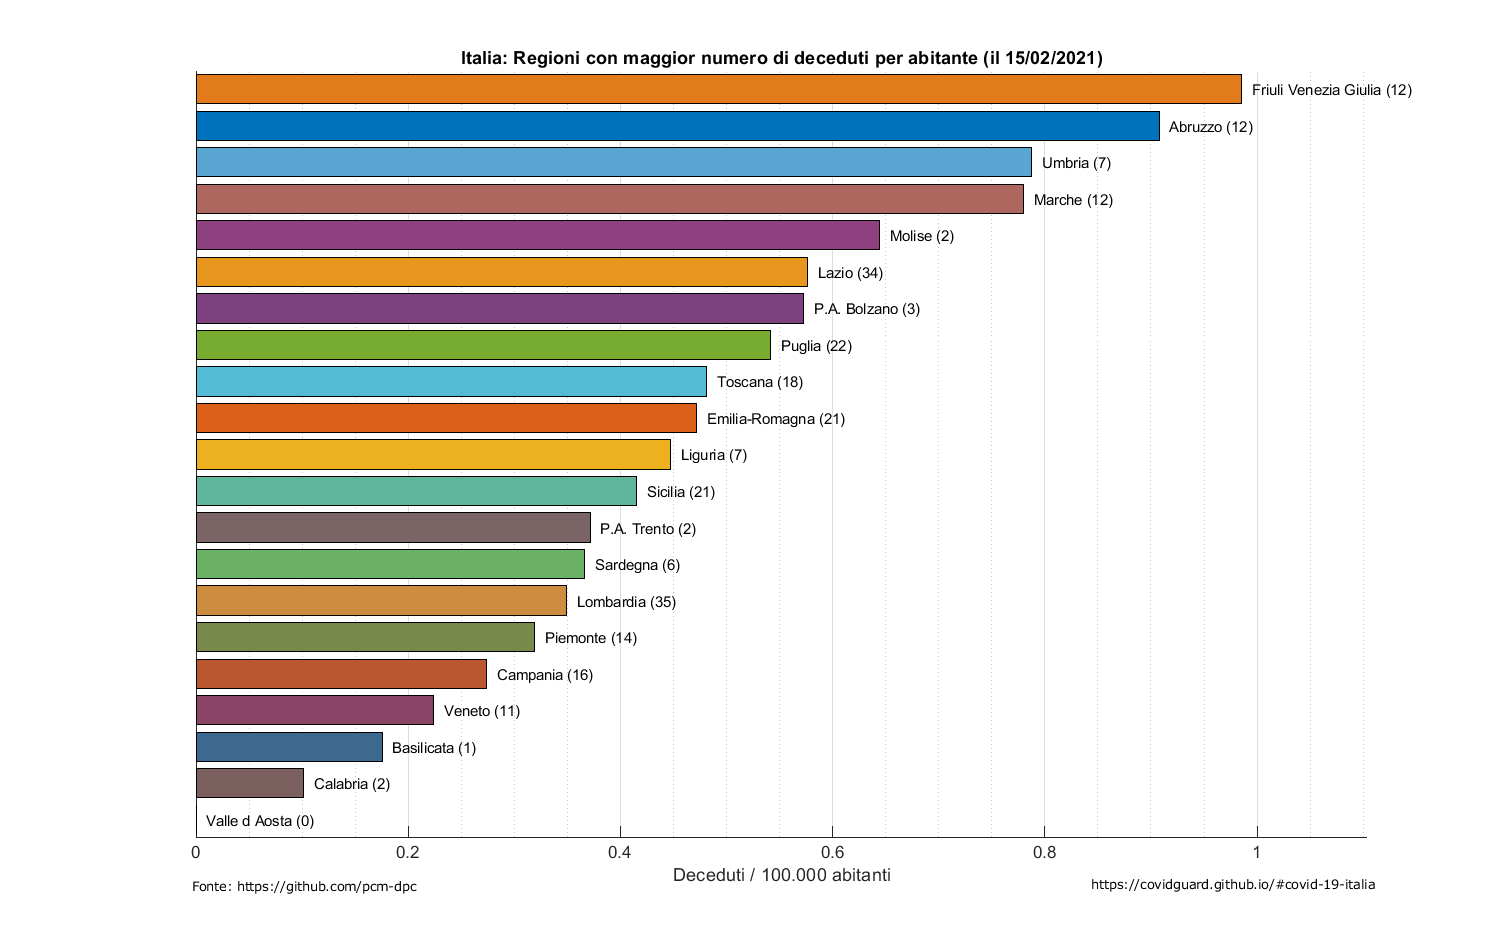 Italia: Regioni con maggior numero di deceduti per abitante (il 15/02/2021)
Friuli Venezia Giulia (12)
Abruzzo (12)
Umbria (7)
Marche (12)
Molise (2)
Lazio (34)
P.A. Bolzano (3)
Puglia (22)
Toscana (18)
Emilia-Romagna (21)
Liguria (7)
Sicilia (21)
P.A. Trento (2)
Sardegna (6)
Lombardia (35)
Piemonte (14)
Campania (16)
Veneto (11)
Basilicata (1)
Calabria (2)
Valle d Aosta (0)
0 0.2 0.4 0.6 0.8 1
Deceduti / 100.000 abitanti
Fonte: https://github.com/pcm-dpc
https://covidguard.github.io/#covid-19-italia